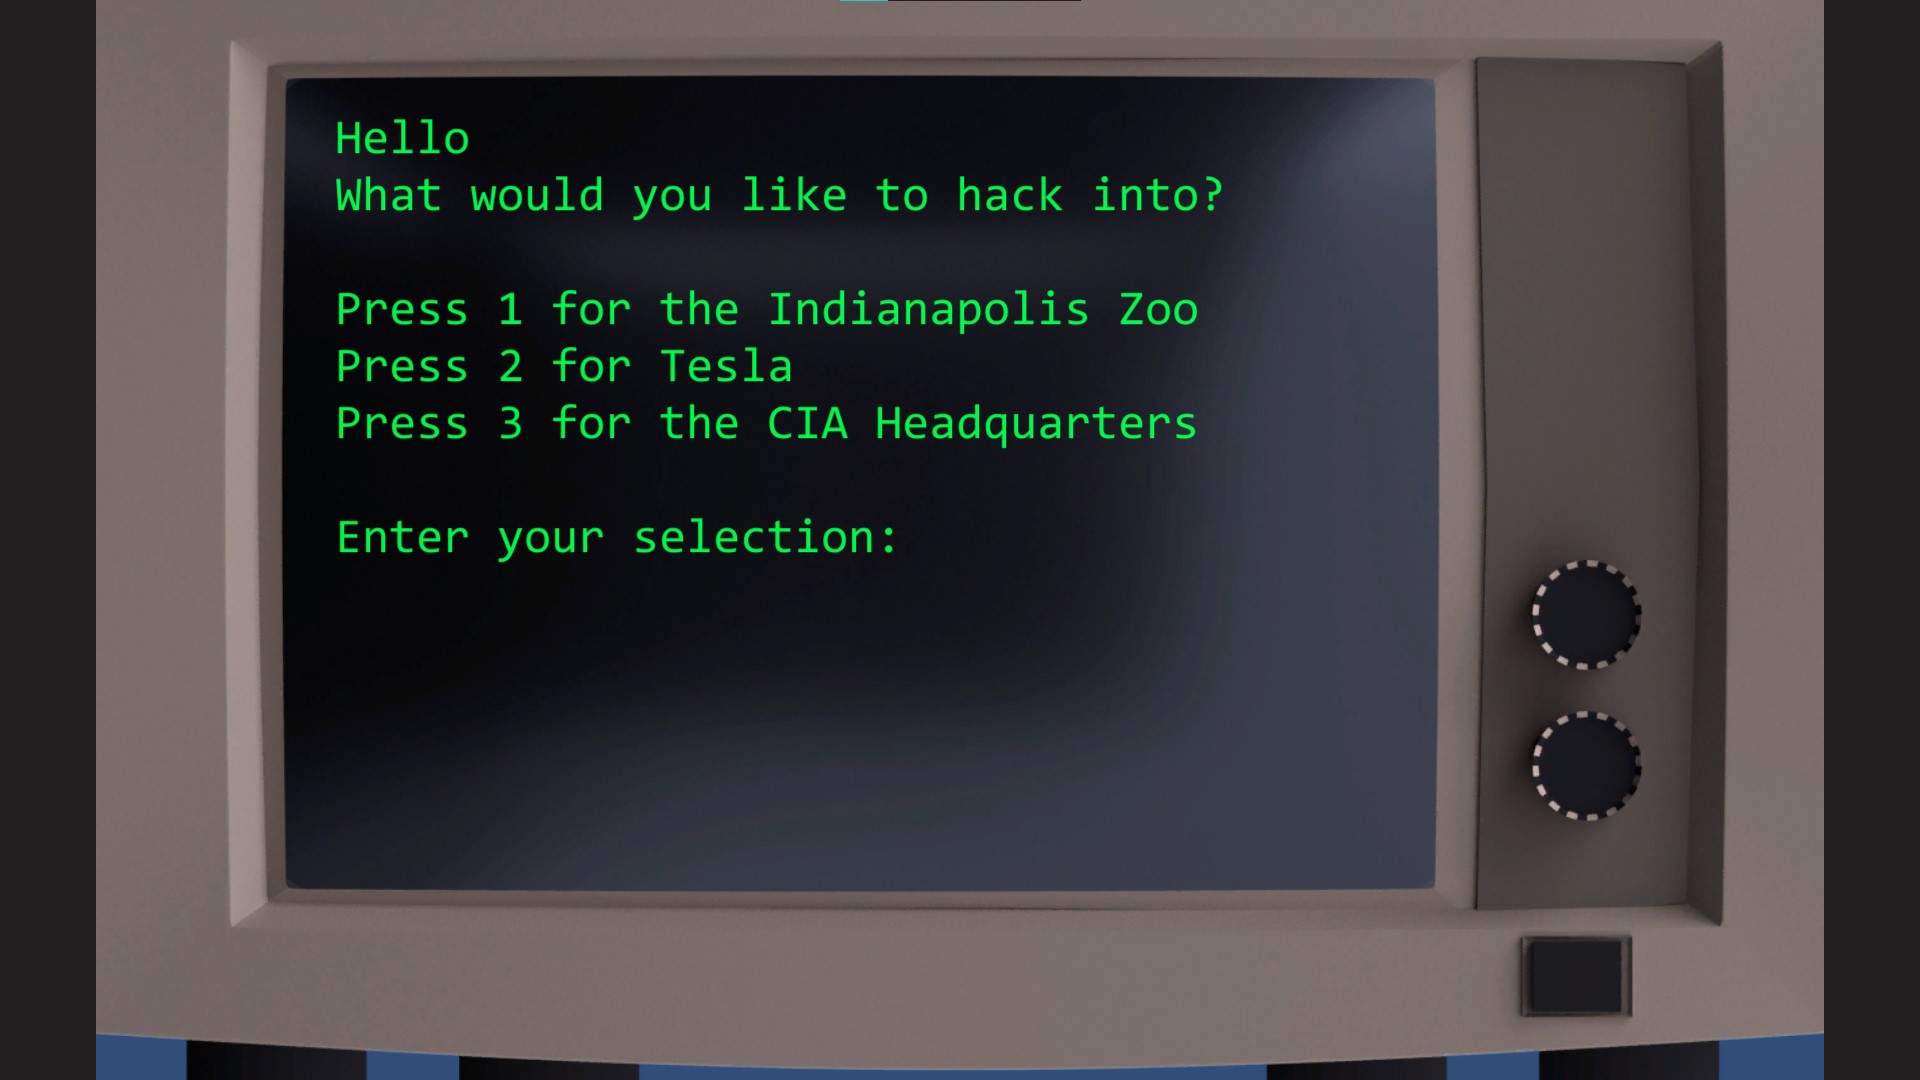 Hello
What would you like to hack into?
Press 1 for the Indianapolis Zoo
Press 2 for Tesla
Press 3 for the CIA Headquarters
Enter your selection: